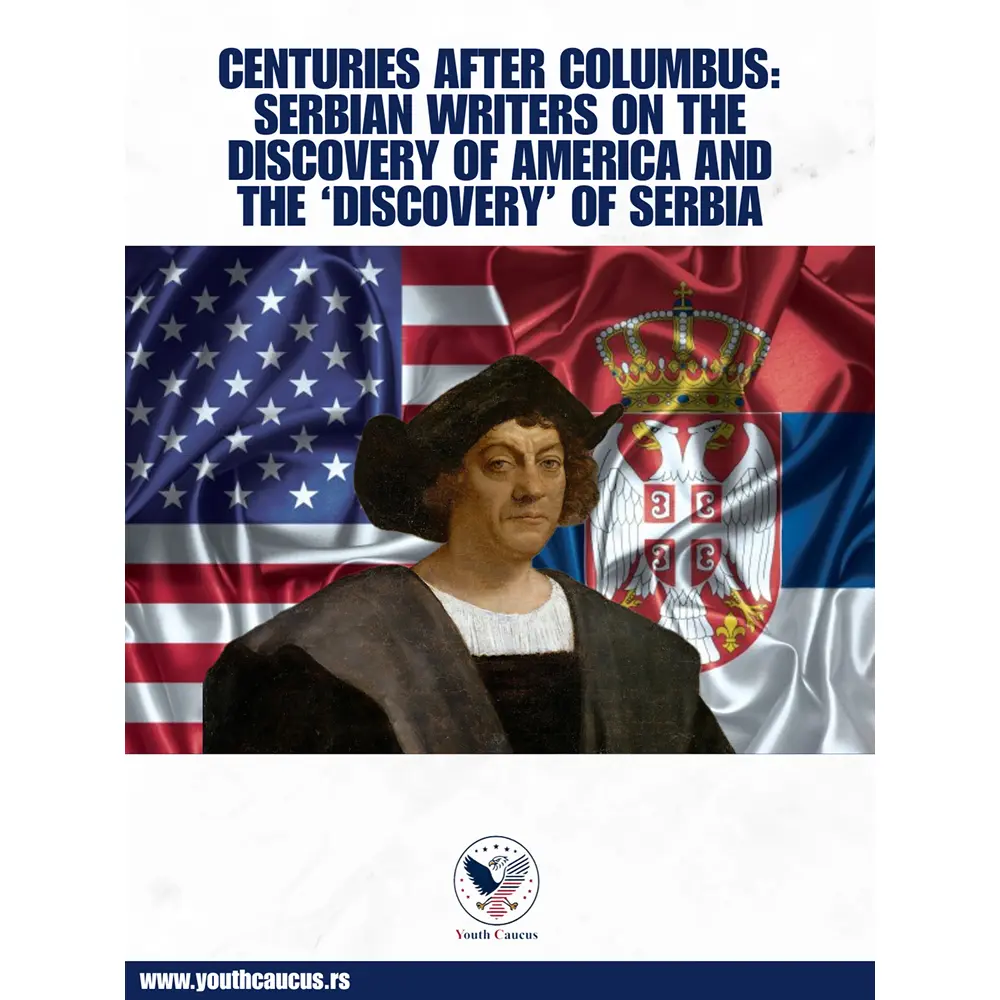 CENTURIES AFTER COLUMBUS:
SERBIAN WRITERS ON THE
DISCOVERY OF AMERICA AND
THE ‘DISCOVERY’ OF SERBIA
Youth Caucus
www.youthcaucus.rs